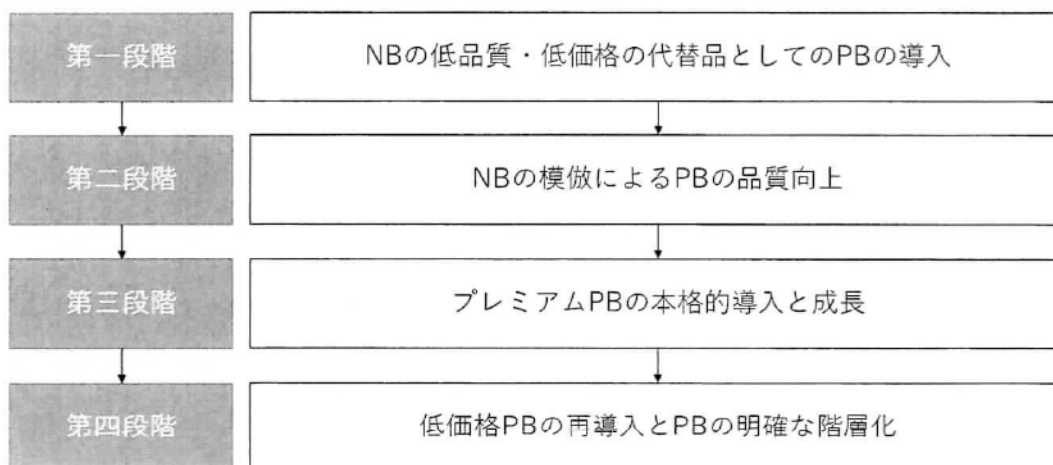 第一段階
NBの低品質・低価格の代替品としてのPBの導入
第二段階
NBの模倣によるPBの品質向上
第三段階
プレミアムPBの本格的導入と成長
第四段階
低価格PBの再導入とPBの明確な階層化